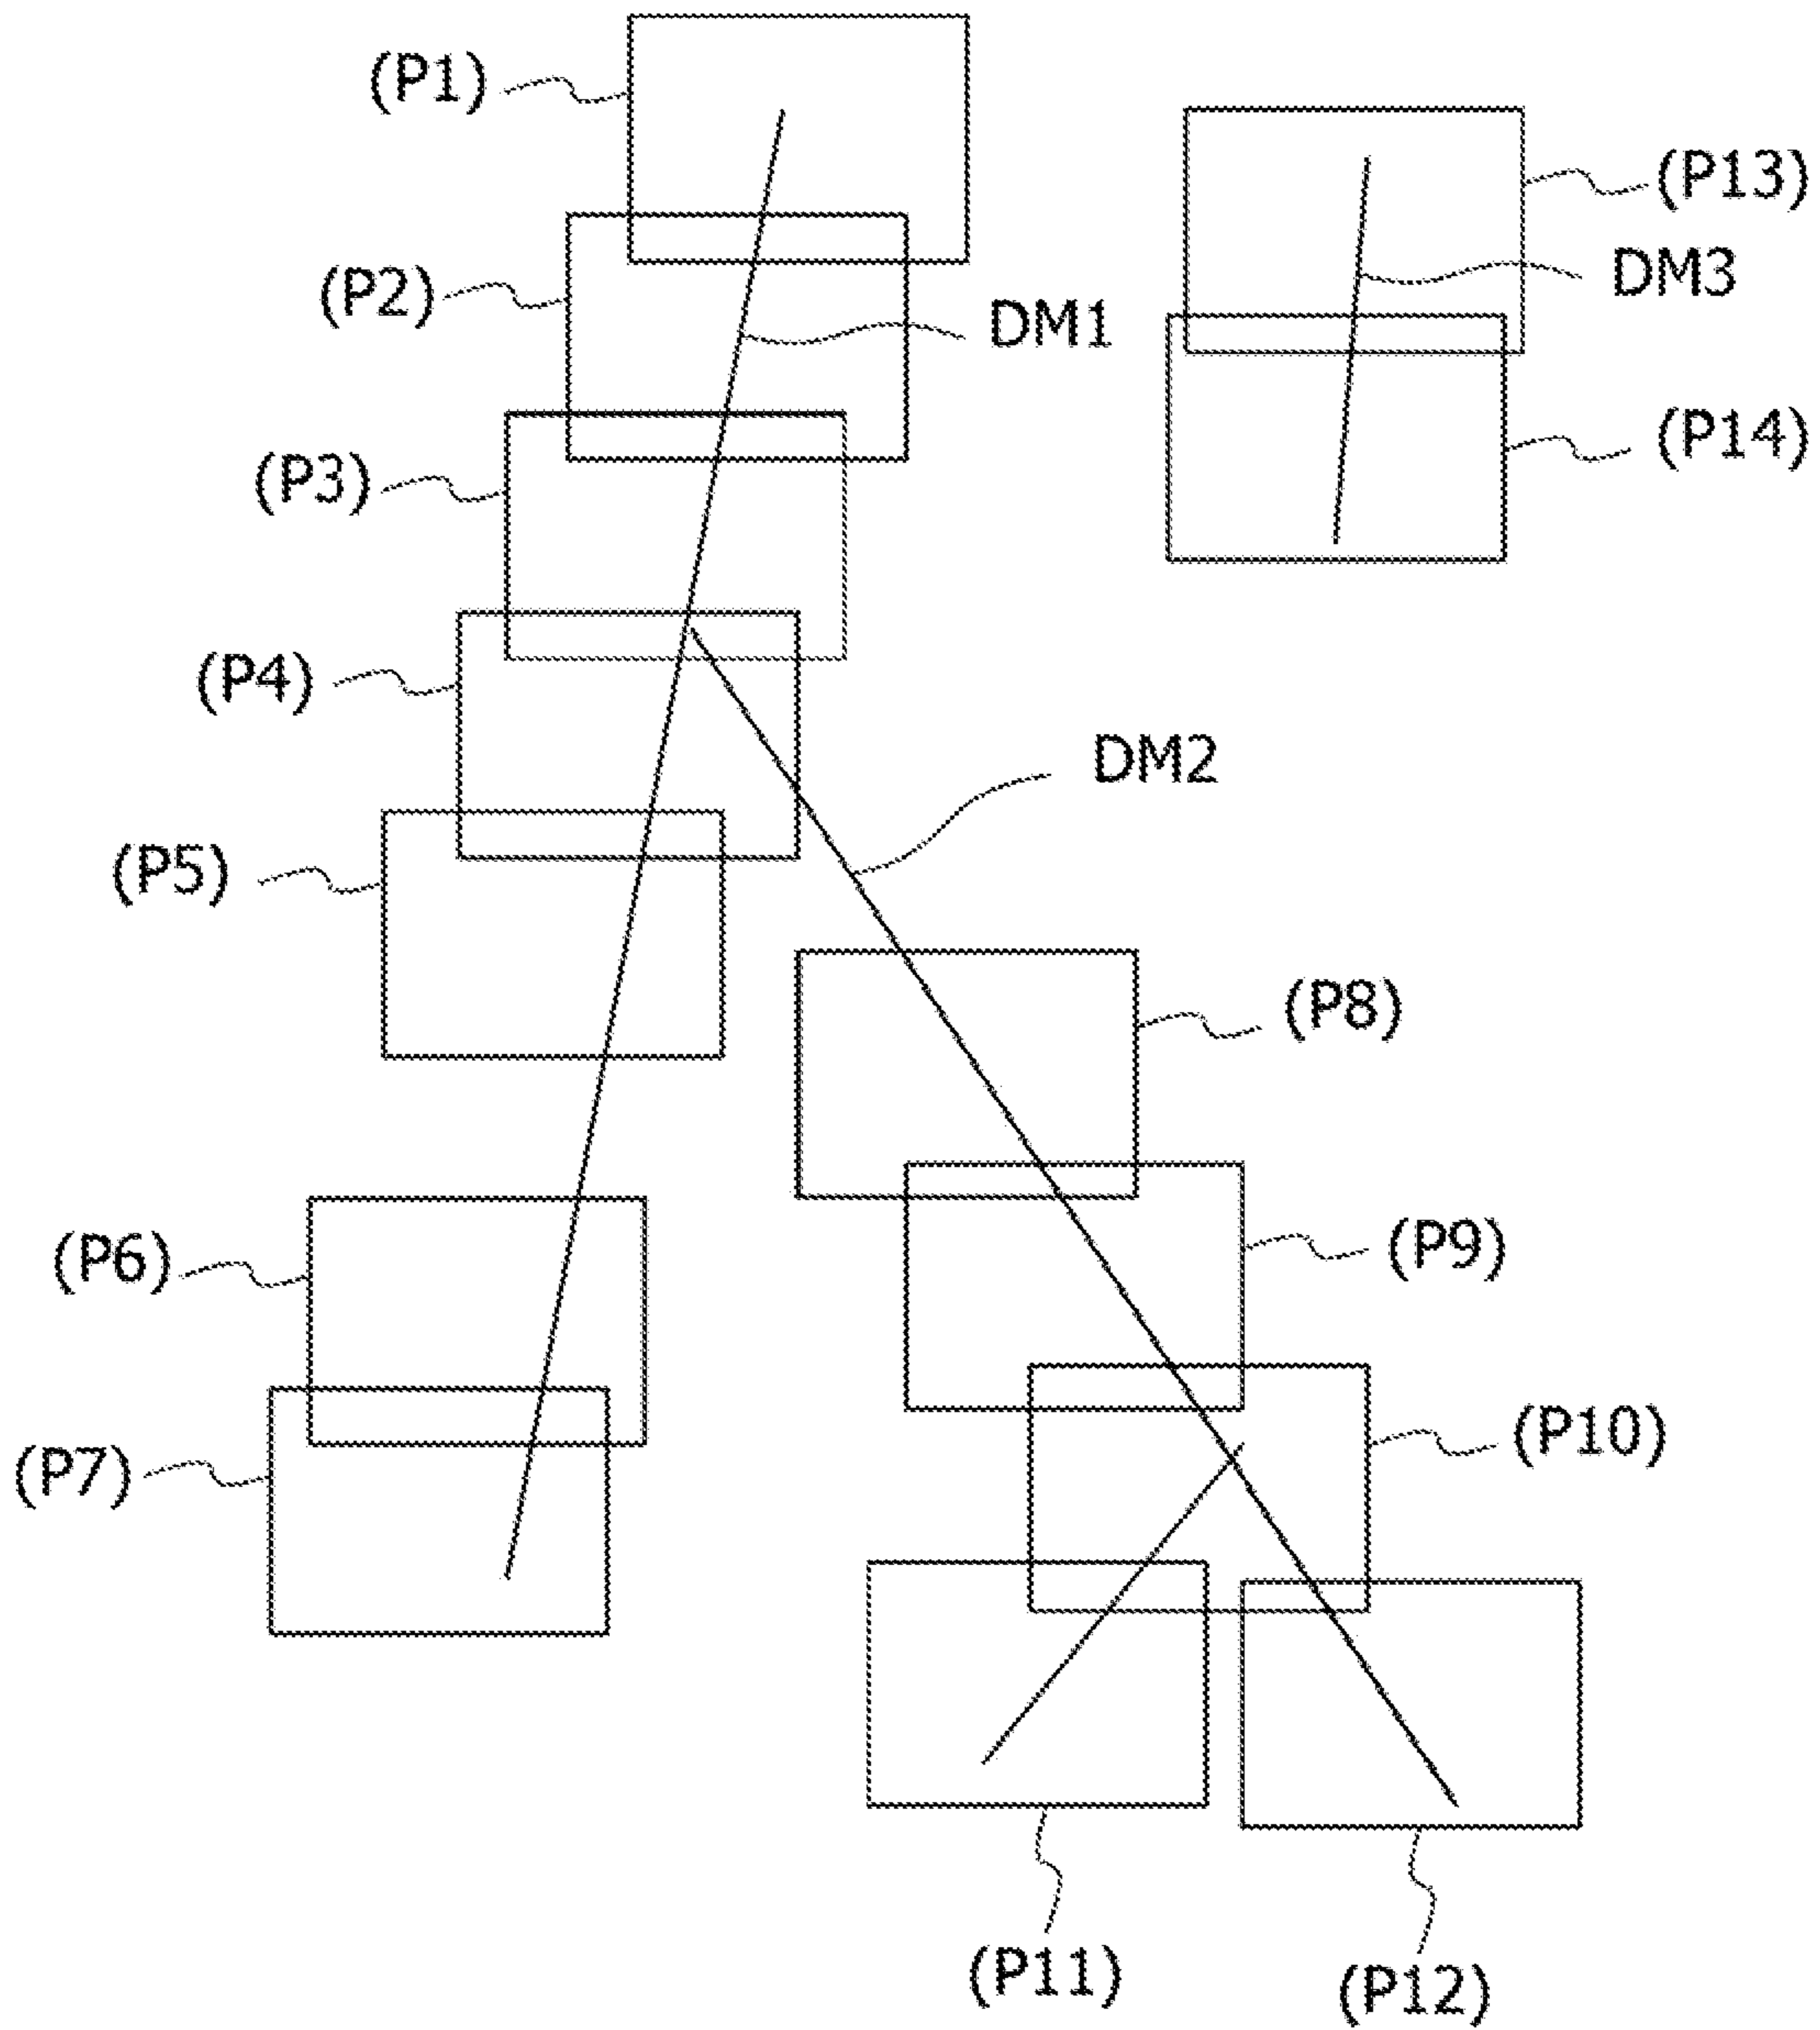 (P1)
(P13)
DM3
(P2)
DM1
(P14)
(P3)
(P4)
DM2
(P5)
(P8)
(P6)
(P9)
(P10)
(P7)
(P11)
(P12)